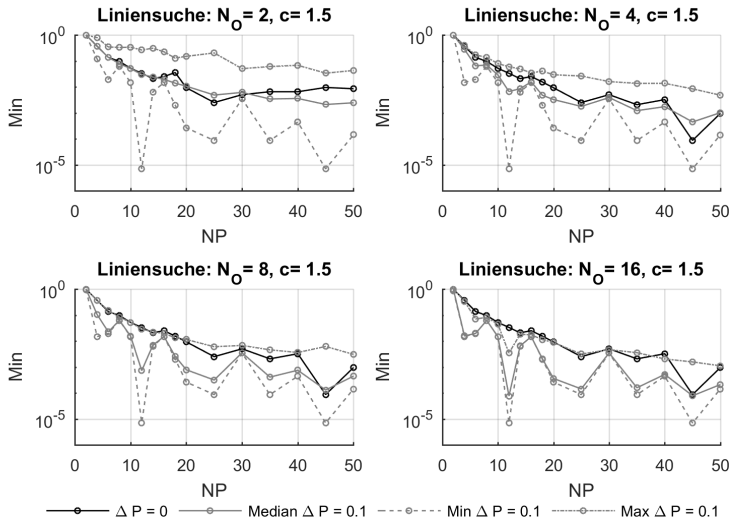 Liniensuche: N_O= 2, c= 1.5
Liniensuche: N_O= 4, c= 1.5
10^0
Min
10^-5
0 10 20 30 40 50
NP
10^0
Min
10^-5
0 10 20 30 40 50
NP
Liniensuche: N_O= 8, c= 1.5
Liniensuche: N_O= 16, c= 1.5
10^0
Min
10^-5
0 10 20 30 40 50
NP
10^0
Min
10^-5
0 10 20 30 40 50
NP
Δ P = 0 Median Δ P = 0.1 Min Δ P = 0.1 Max Δ P = 0.1